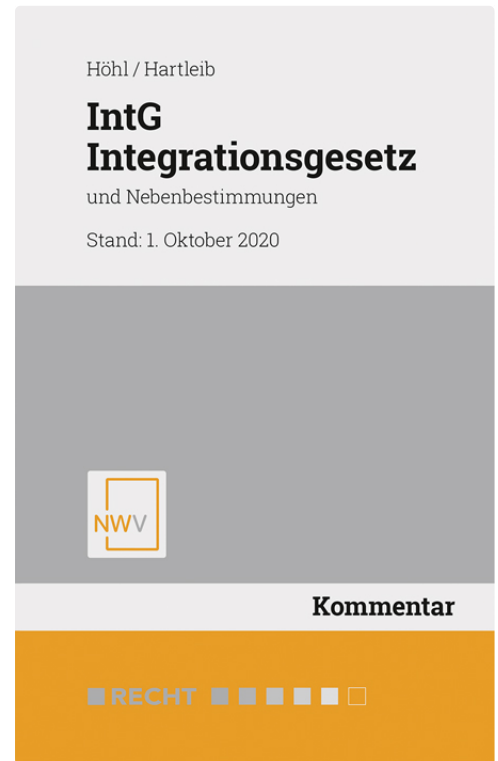 Höhl / Hartleib
IntG
Integrationsgesetz
und Nebenbestimmungen
Stand: 1. Oktober 2020
NWV
Kommentar
RECHT